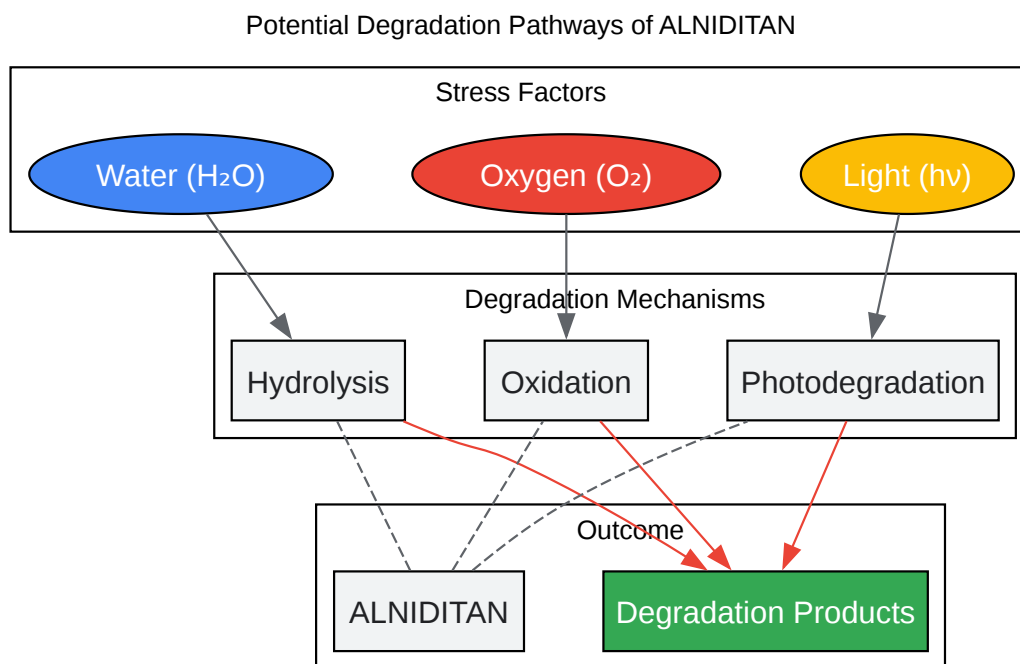 Potential Degradation Pathways of ALNIDITAN
Stress Factors
Water (H₂O)
Oxygen (O₂)
Light (hν)
Degradation Mechanisms
Hydrolysis
Oxidation
Photodegradation
Outcome
ALNIDITAN
Degradation Products